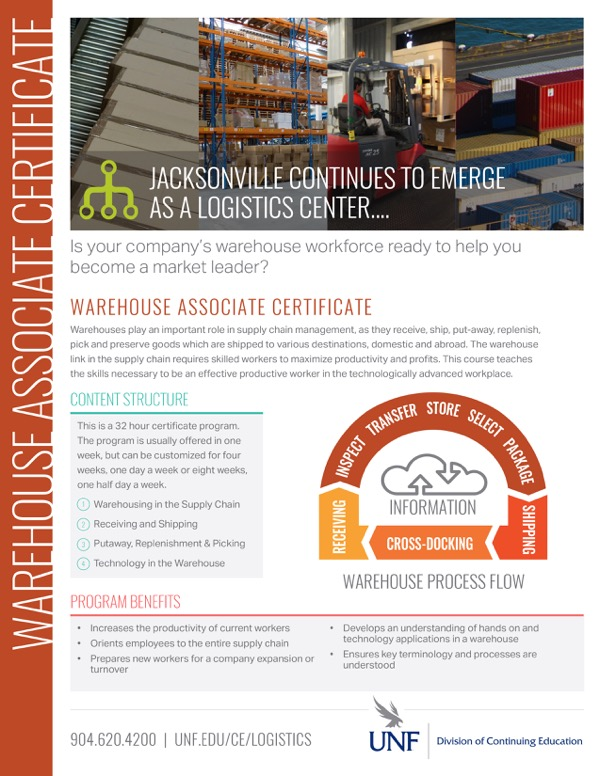 WAREHOUSE ASSOCIATE CERTIFICATE
JACKSONVILLE CONTINUES TO EMERGE
AS A LOGISTICS CENTER....
Is your company's warehouse workforce ready to help you
become a market leader?
WAREHOUSE ASSOCIATE CERTIFICATE
Warehouses play an important role in supply chain management, as they receive, ship, put-away, replenish,
pick and preserve goods which are shipped to various destinations, domestic and abroad. The warehouse
link in the supply chain requires skilled workers to maximize productivity and profits. This course teaches
the skills necessary to be an effective productive worker in the technologically advanced workplace.
CONTENT STRUCTURE
This is a 32 hour certificate program.
The program is usually offered in one
week, but can be customized for four
weeks, one day a week or eight weeks,
one half day a week.
1 Warehousing in the Supply Chain
2 Receiving and Shipping
3 Putaway, Replenishment & Picking
4 Technology in the Warehouse
INSPECT TRANSFER STORE SELECT PACKAGE
INFORMATION
RECEIVING
CROSS-DOCKING
SHIPPING
WAREHOUSE PROCESS FLOW
PROGRAM BENEFITS
• Increases the productivity of current workers
• Orients employees to the entire supply chain
• Prepares new workers for a company expansion or
turnover
• Develops an understanding of hands on and
technology applications in a warehouse
• Ensures key terminology and processes are
understood
904.620.4200 | UNF.EDU/CE/LOGISTICS
UNF
Division of Continuing Education